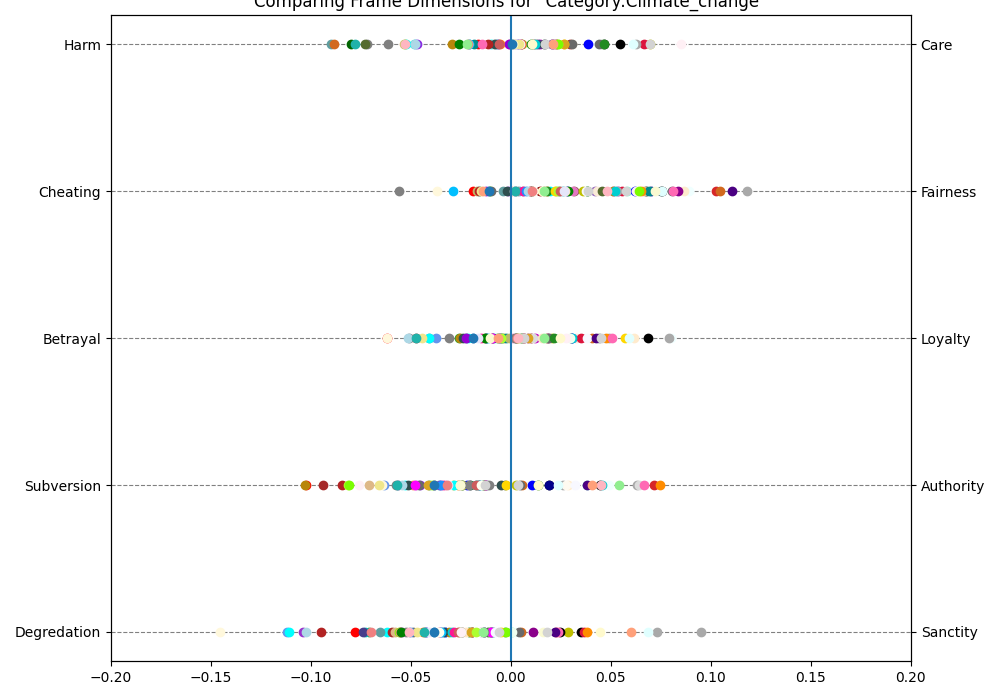 Comparing Frame Dimensions for "Category:Climate_change"
Harm Care
Cheating Fairness
Betrayal Loyalty
Subversion Authority
Degredation Sanctity
−0.20 −0.15 −0.10 −0.05 0.00 0.05 0.10 0.15 0.20